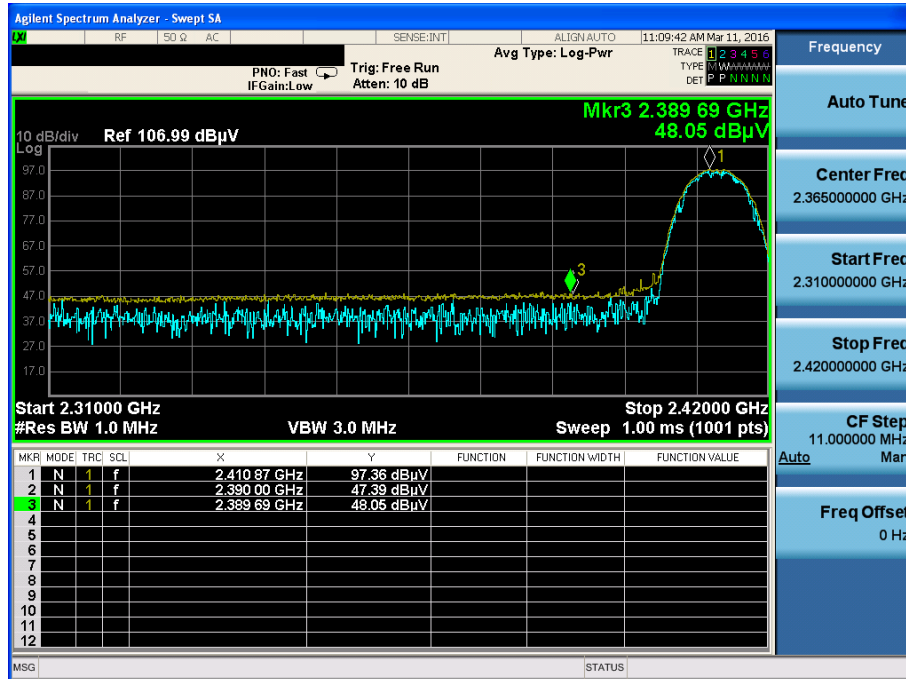 Agilent Spectrum Analyzer - Swept SA
LXI RF 50 Ω AC SENSE:INT ALIGN AUTO 11:09:42 AM Mar 11, 2016
PNO: Fast IFGain:Low
Trig: Free Run
Atten: 10 dB
Avg Type: Log-Pwr
TRACE 1 2 3 4 5 6
TYPE M W
DET P P N N N N
Mkr3 2.389 69 GHz
48.05 dBµV
10 dB/div Ref 106.99 dBµV
Log
97.0
87.0
77.0
67.0
57.0
47.0
37.0
27.0
17.0
1
3
Start 2.31000 GHz Stop 2.42000 GHz
#Res BW 1.0 MHz VBW 3.0 MHz Sweep 1.00 ms (1001 pts)
MKR MODE TRC SCL X Y FUNCTION FUNCTION WIDTH FUNCTION VALUE
1 N 1 f 2.410 87 GHz 97.36 dBµV
2 N 1 f 2.390 00 GHz 47.39 dBµV
3 N 1 f 2.389 69 GHz 48.05 dBµV
4
5
6
7
8
9
10
11
12
MSG STATUS
Frequency
Auto Tune
Center Freq
2.365000000 GHz
Start Freq
2.310000000 GHz
Stop Freq
2.420000000 GHz
CF Step
11.000000 MHz
Auto Man
Freq Offset
0 Hz